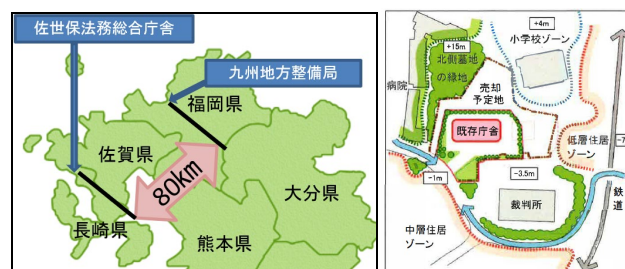 佐世保法務総合庁舎
九州地方整備局
福岡県
佐賀県
80km
大分県
長崎県
熊本県
+4m
+15m
小学校ゾーン
北側墓地
の緑地
病院
売却
予定地
既存庁舎
低層住居
ゾーン
-7
-1m
-3.5m
裁判所
鉄
道
中層住居
ゾーン